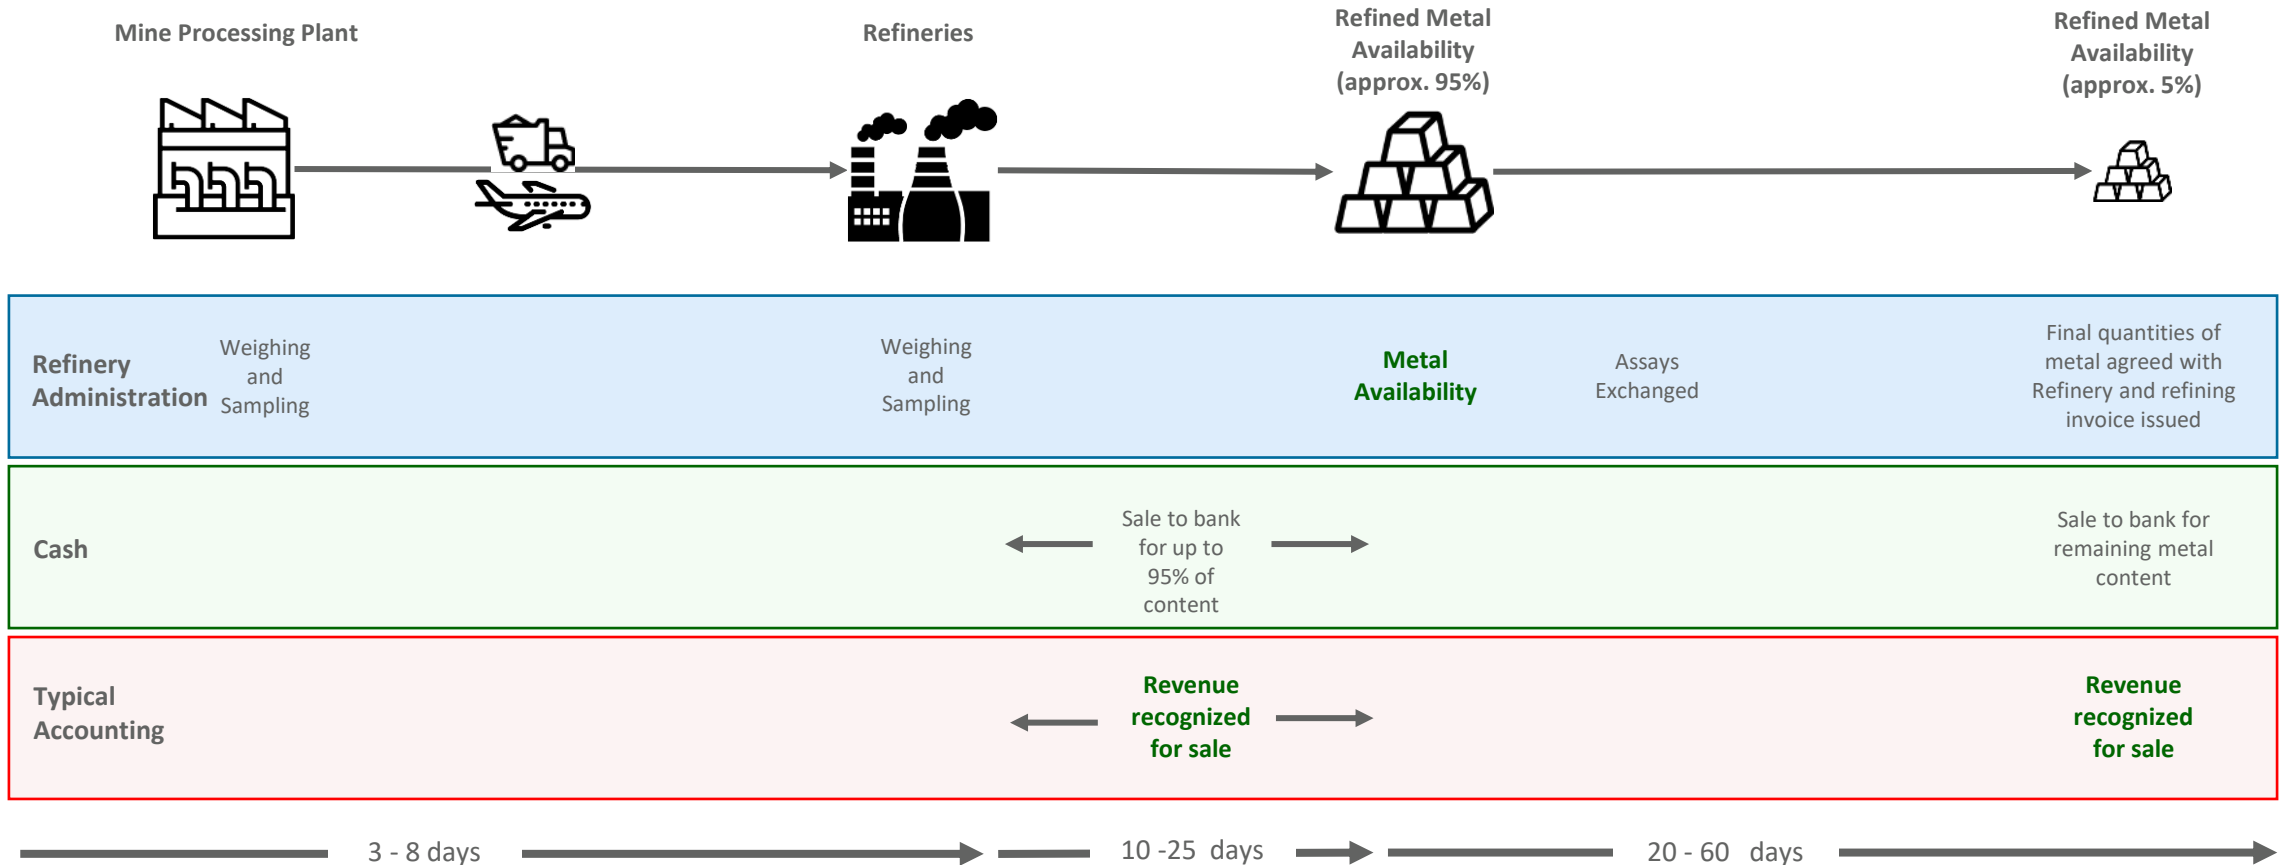 Mine Processing Plant
Refineries
Refined Metal
Availability
(approx. 95%)
Refined Metal
Availability
(approx. 5%)
Refinery
Administration
Weighing
and
Sampling
Weighing
and
Sampling
Metal
Availability
Assays
Exchanged
Final quantities of
metal agreed with
Refinery and refining
invoice issued
Cash
Sale to bank
for up to
95% of
content
Sale to bank for
remaining metal
content
Typical
Accounting
Revenue
recognized
for sale
Revenue
recognized
for sale
3 - 8 days
10 -25 days
20 - 60 days